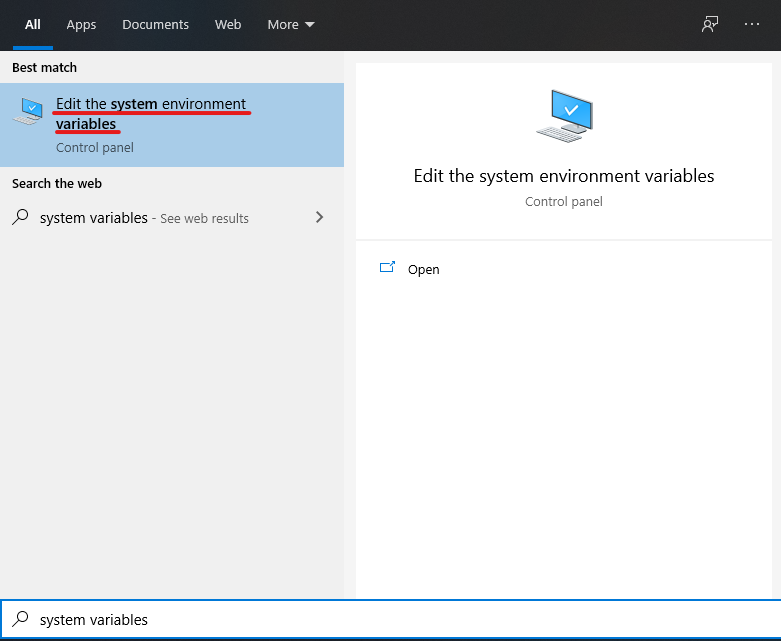 All Apps Documents Web More
Best match
Edit the system environment
variables
Control panel
Search the web
system variables - See web results
Edit the system environment variables
Control panel
Open
system variables